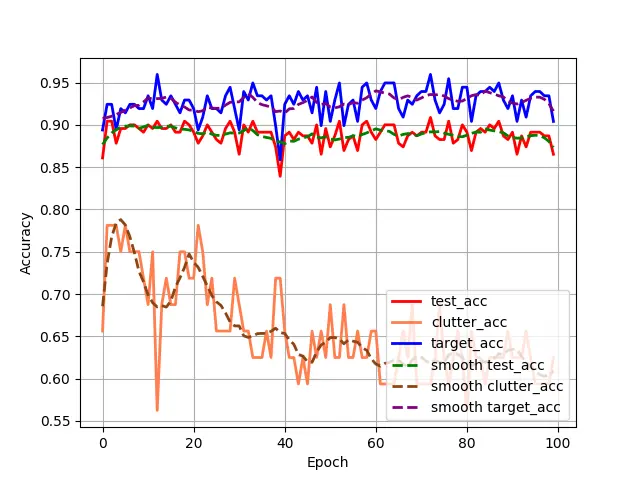 0.95
0.90
0.85
0.80
0.75
0.70
0.65
0.60
0.55
Accuracy
test_acc
clutter_acc
target_acc
smooth test_acc
smooth clutter_acc
smooth target_acc
0 20 40 60 80 100
Epoch